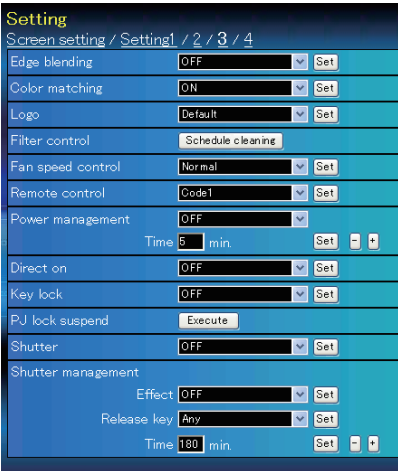 Setting
Screen setting / Setting1 / 2 / 3 / 4
Edge blending OFF Set
Color matching ON Set
Logo Default Set
Filter control Schedule cleaning
Fan speed control Normal Set
Remote control Code1 Set
Power management OFF
Time 5 min. Set - +
Direct on OFF Set
Key lock OFF Set
PJ lock suspend Execute
Shutter OFF Set
Shutter management
Effect OFF Set
Release key Any Set
Time 180 min. Set - +